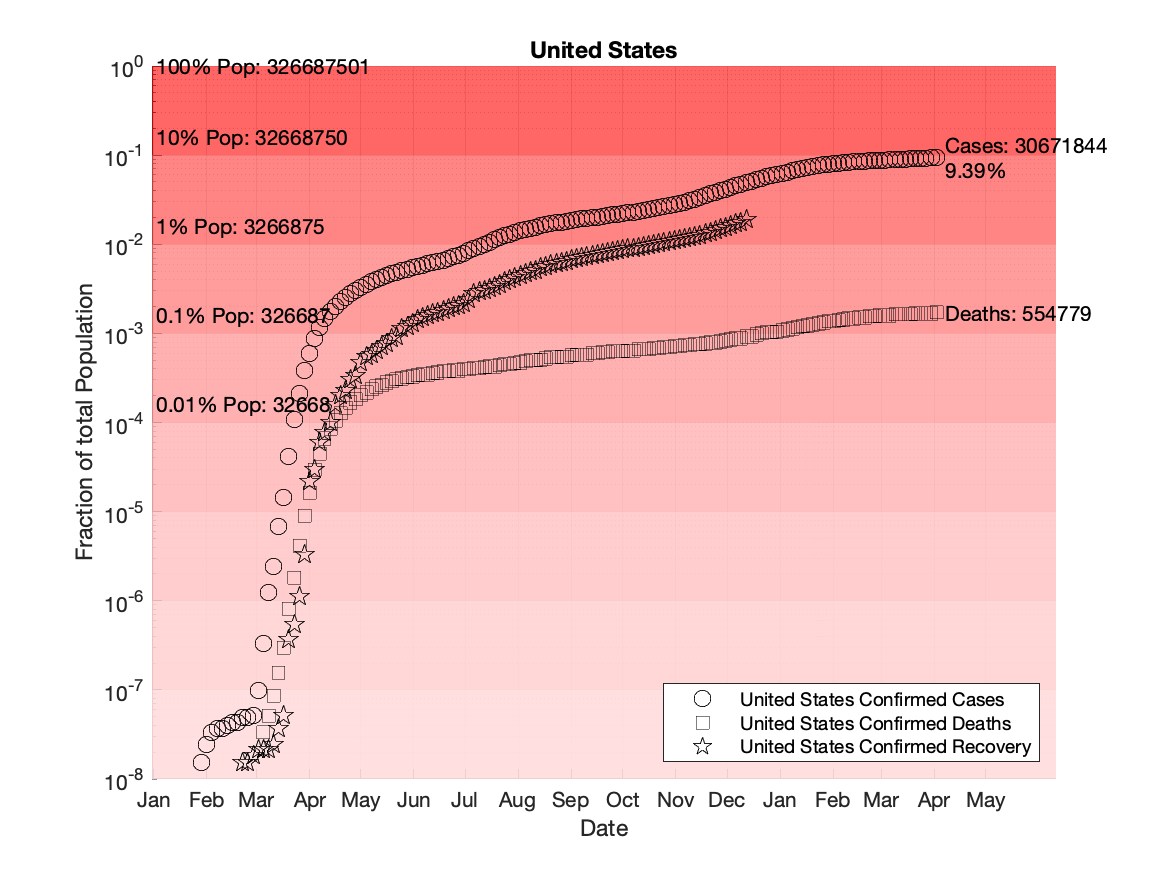 United States
10^0
100% Pop: 326687501
10% Pop: 32668750
10^-1
Cases: 30671844
9.39%
1% Pop: 3266875
10^-2
0.1% Pop: 326687
Deaths: 554779
10^-3
0.01% Pop: 32668
10^-4
10^-5
10^-6
10^-7
10^-8
Fraction of total Population
United States Confirmed Cases
United States Confirmed Deaths
United States Confirmed Recovery
Jan Feb Mar Apr May Jun Jul Aug Sep Oct Nov Dec Jan Feb Mar Apr May
Date